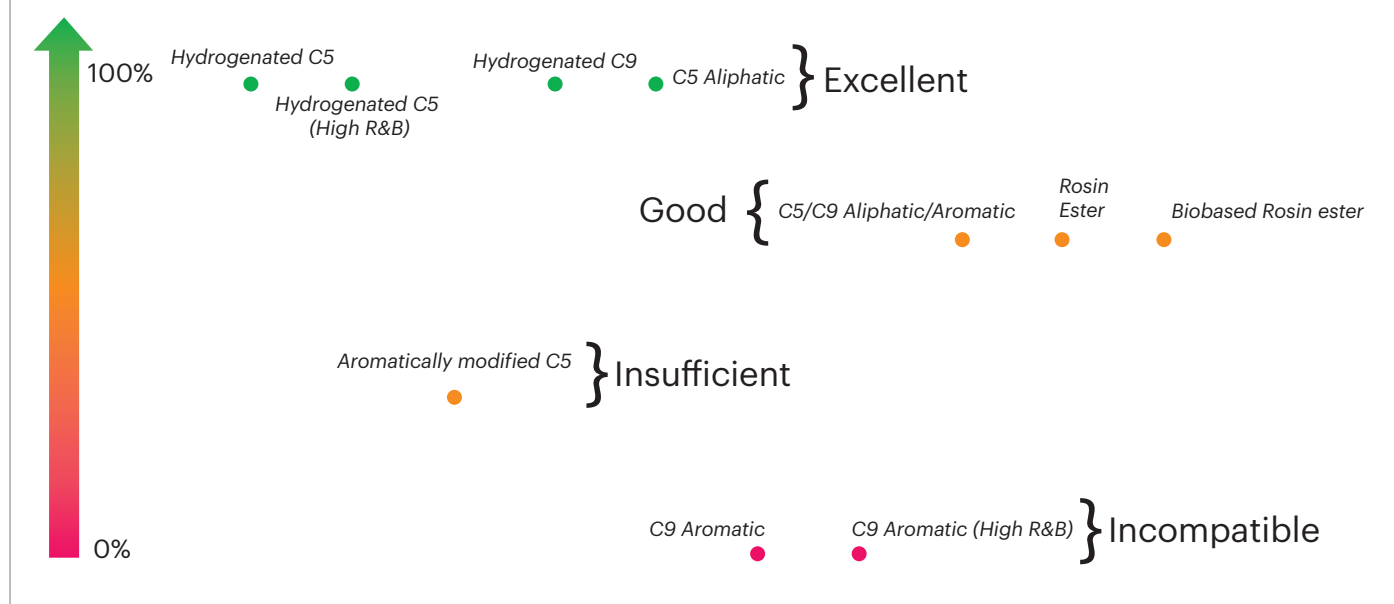 100%
Hydrogenated C5
Hydrogenated C5
(High R&B)
Hydrogenated C9
C5 Aliphatic
} Excellent
Good {
C5/C9 Aliphatic/Aromatic
Rosin
Ester
Biobased Rosin ester
Aromatically modified C5
} Insufficient
0%
C9 Aromatic
C9 Aromatic (High R&B)
} Incompatible